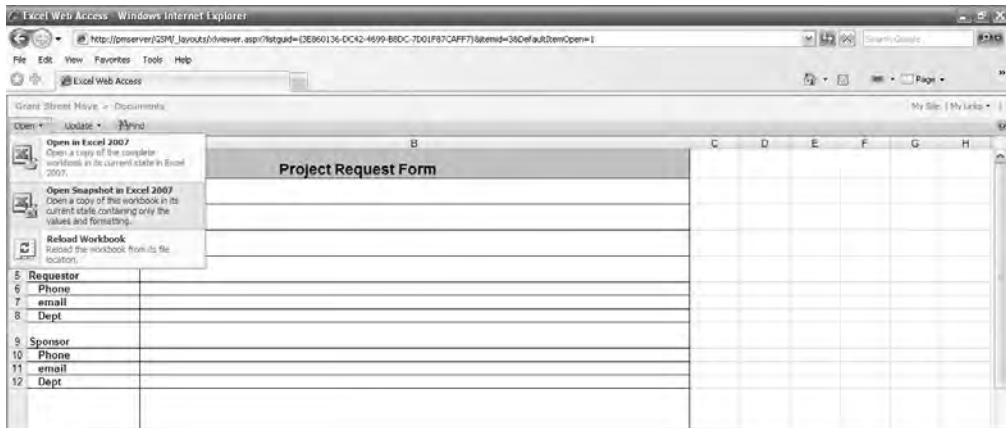 Excel Web Access - Windows Internet Explorer
http://pmserver/GSM/_layouts/xlviewer.aspx?listguid={3E860136-DC42-4699-B8DC-7D01F87CAFF7}&itemid=3&DefaultItemOpen=1
Search Google
File Edit View Favorites Tools Help
Excel Web Access
Page
Grant Street Move > Documents
My Site | My Links
Open Update Find
B C D E F G H
Open in Excel 2007
Open a copy of the complete
workbook in its current state in Excel
2007.
Project Request Form
Open Snapshot in Excel 2007
Open a copy of this workbook in its
current state containing only the
values and formatting.
Reload Workbook
Reload the workbook from its file
location.
5 Requestor
6 Phone
7 email
8 Dept
9 Sponsor
10 Phone
11 email
12 Dept